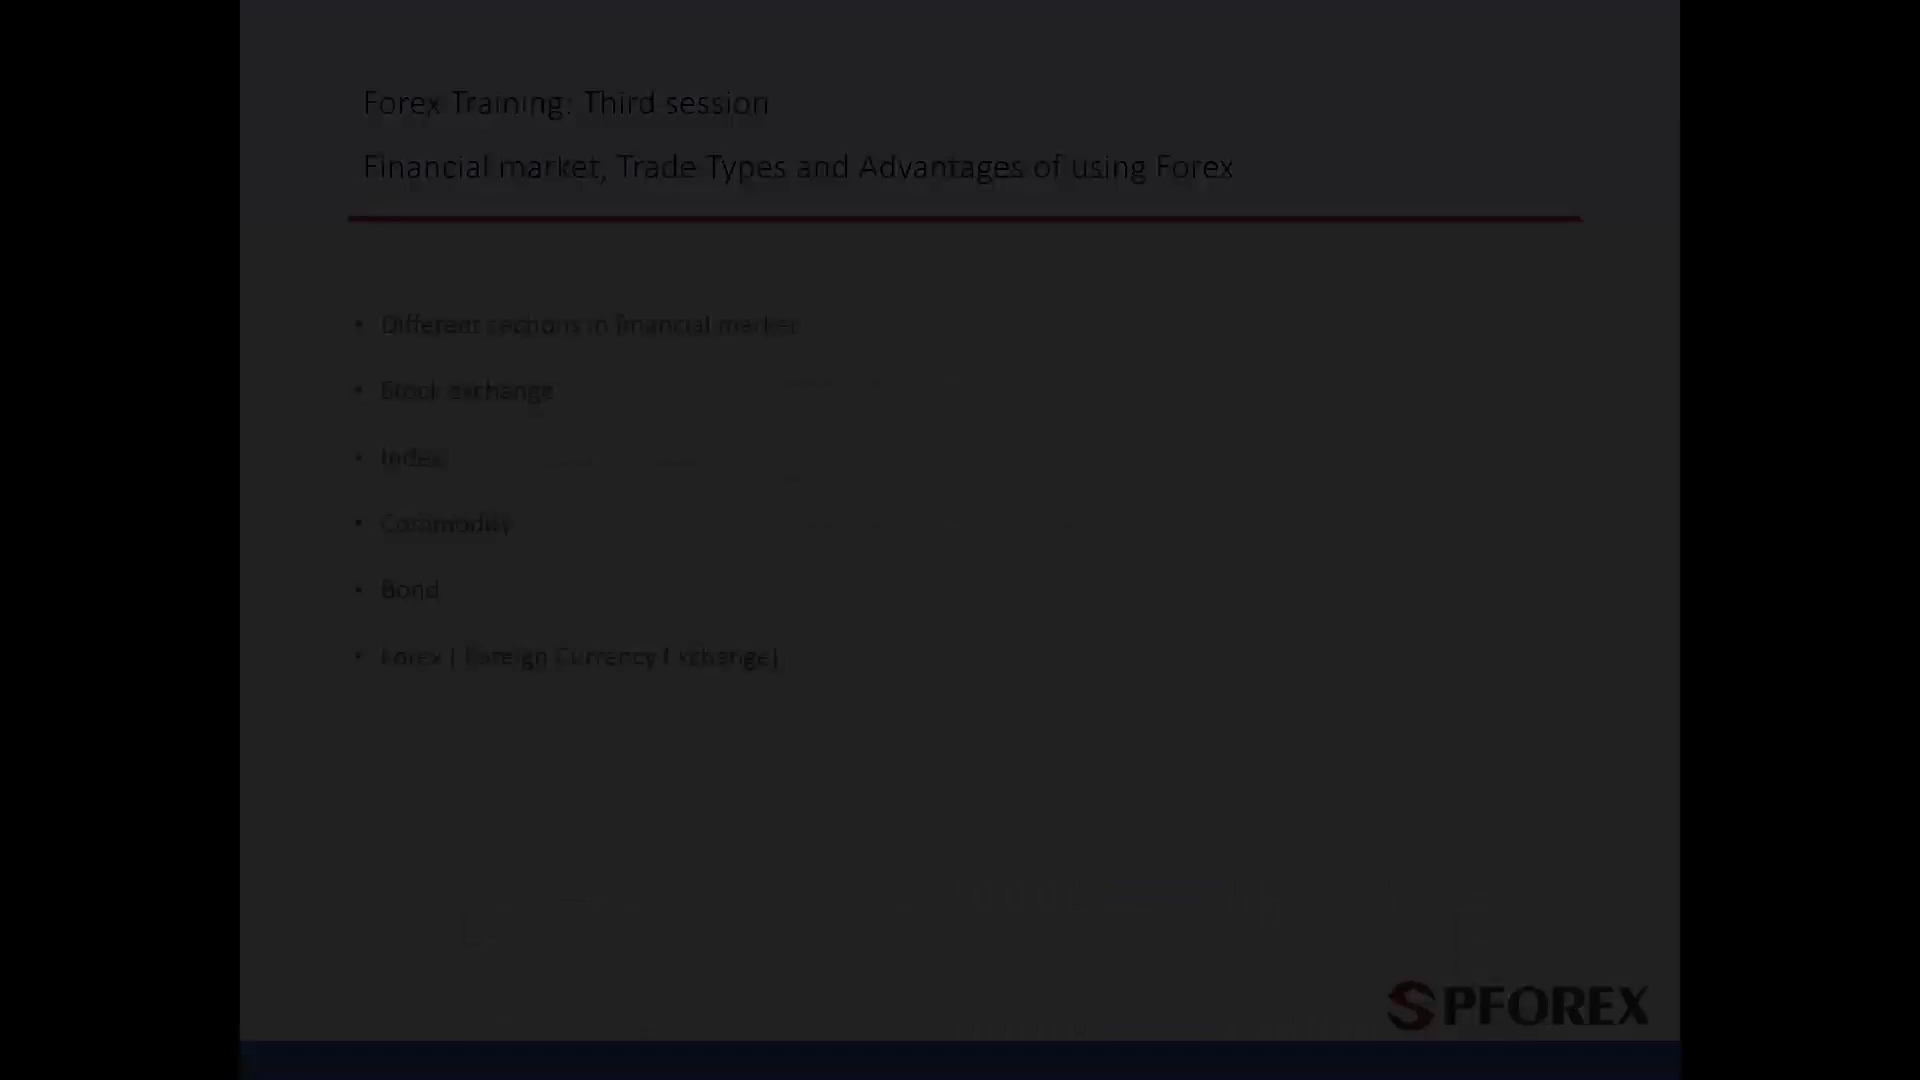 Forex Training: Third session
Financial market, Trade Types and Advantages of using Forex
• Different sections in financial market
• Stock exchange
• Index
• Commodity
• Bond
• Forex ( Foreign Currency Exchange)
SPFOREX